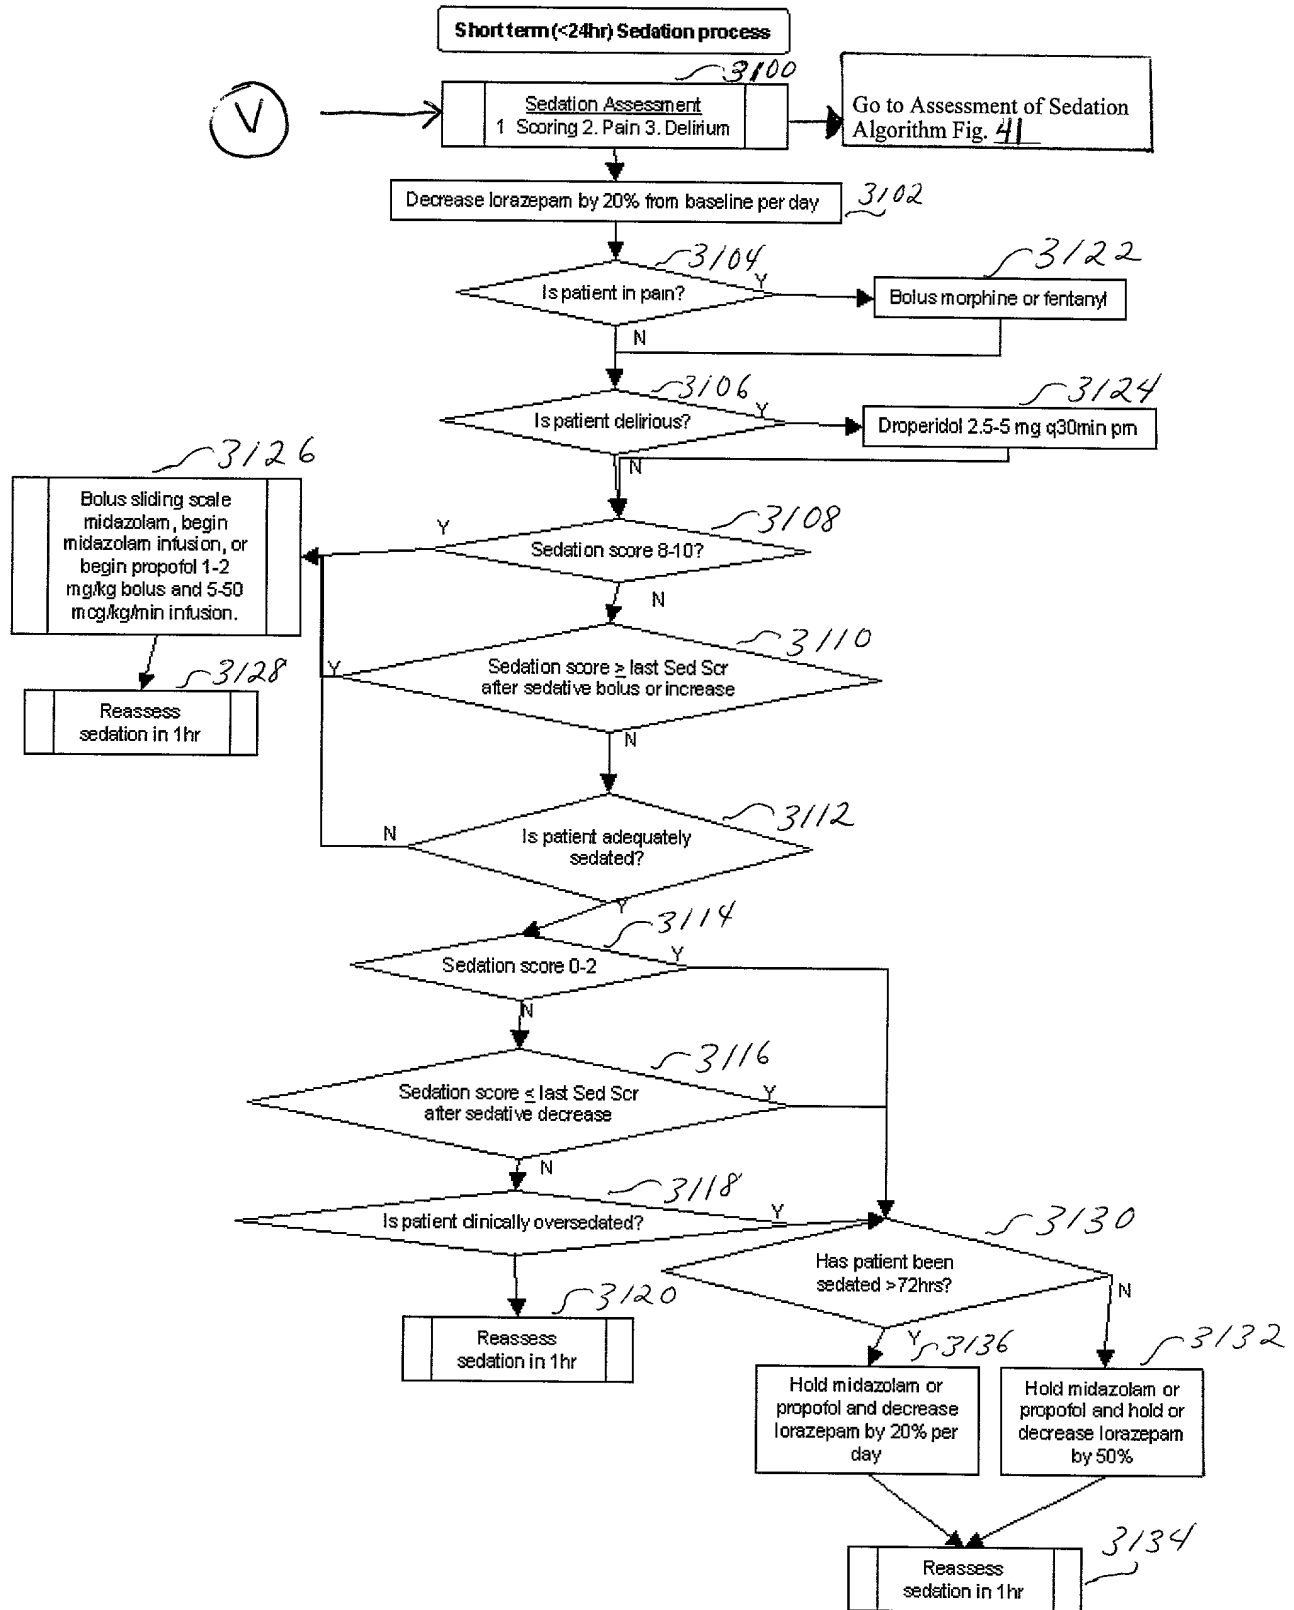 Short term (<24hr) Sedation process
3100
V
Sedation Assessment
1 Scoring 2. Pain 3. Delirium
Go to Assessment of Sedation
Algorithm Fig. 41
Decrease lorazepam by 20% from baseline per day
3102
3104
Is patient in pain?
Y
N
3122
Bolus morphine or fentanyl
3106
Is patient delirious?
Y
N
3124
Droperidol 2.5-5 mg q30min prn
3126
Bolus sliding scale
midazolam, begin
midazolam infusion, or
begin propofol 1-2
mg/kg bolus and 5-50
mcg/kg/min infusion.
3128
Reassess
sedation in 1hr
3108
Y
Sedation score 8-10?
N
3110
Y
Sedation score ≥ last Sed Scr
after sedative bolus or increase
N
3112
N
Is patient adequately
sedated?
Y
3114
Sedation score 0-2
Y
N
3116
Sedation score ≤ last Sed Scr
after sedative decrease
Y
N
3118
Is patient clinically oversedated?
Y
3120
Reassess
sedation in 1hr
3130
Has patient been
sedated >72hrs?
N
Y
3136
Hold midazolam or
propofol and decrease
lorazepam by 20% per
day
3132
Hold midazolam or
propofol and hold or
decrease lorazepam
by 50%
3134
Reassess
sedation in 1hr